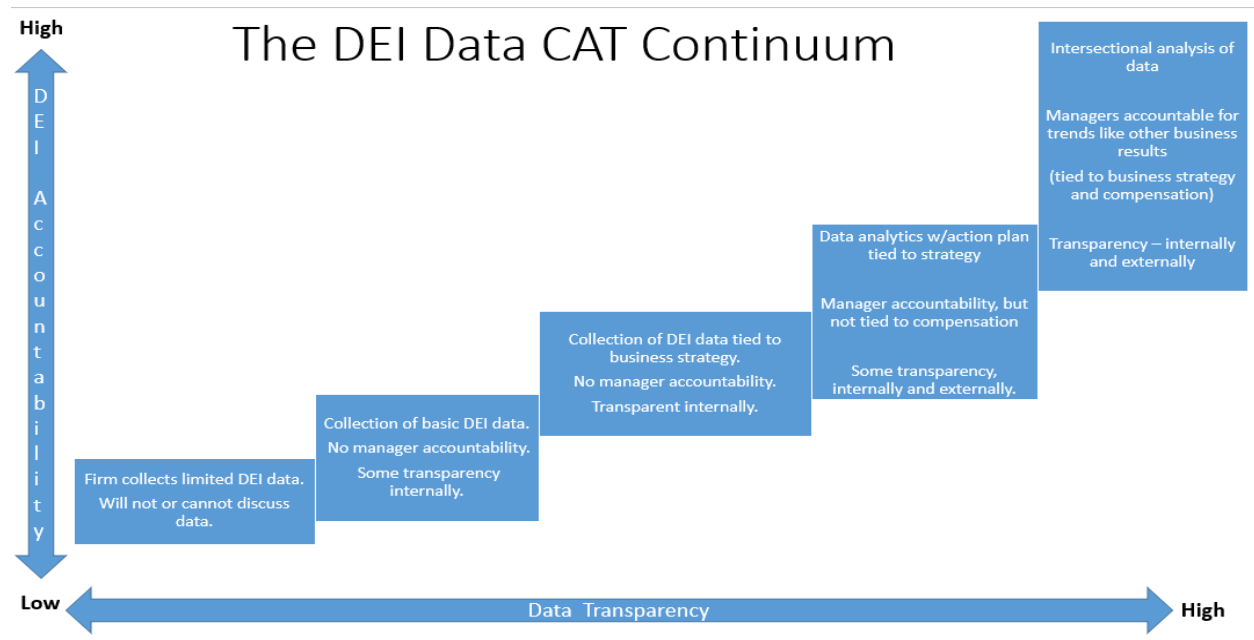 High
The DEI Data CAT Continuum
DEI Accountability
Intersectional analysis of
data
Managers accountable for
trends like other business
results
(tied to business strategy
and compensation)
Transparency – internally
and externally
Data analytics w/action plan
tied to strategy
Manager accountability, but
not tied to compensation
Some transparency,
internally and externally.
Collection of DEI data tied to
business strategy.
No manager accountability.
Transparent internally.
Collection of basic DEI data.
No manager accountability.
Some transparency
internally.
Firm collects limited DEI data.
Will not or cannot discuss
data.
Low
Data Transparency
High